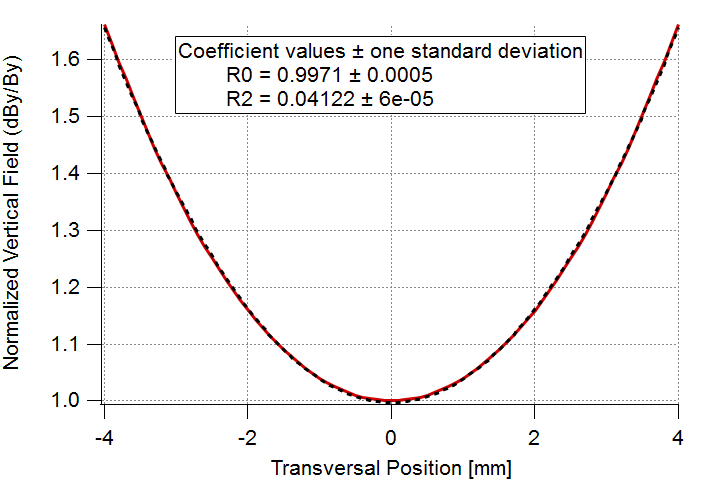 Coefficient values ± one standard deviation
R0 = 0.9971 ± 0.0005
R2 = 0.04122 ± 6e-05
Normalized Vertical Field (dBy/By)
1.6
1.5
1.4
1.3
1.2
1.1
1.0
-4
-2
0
2
4
Transversal Position [mm]